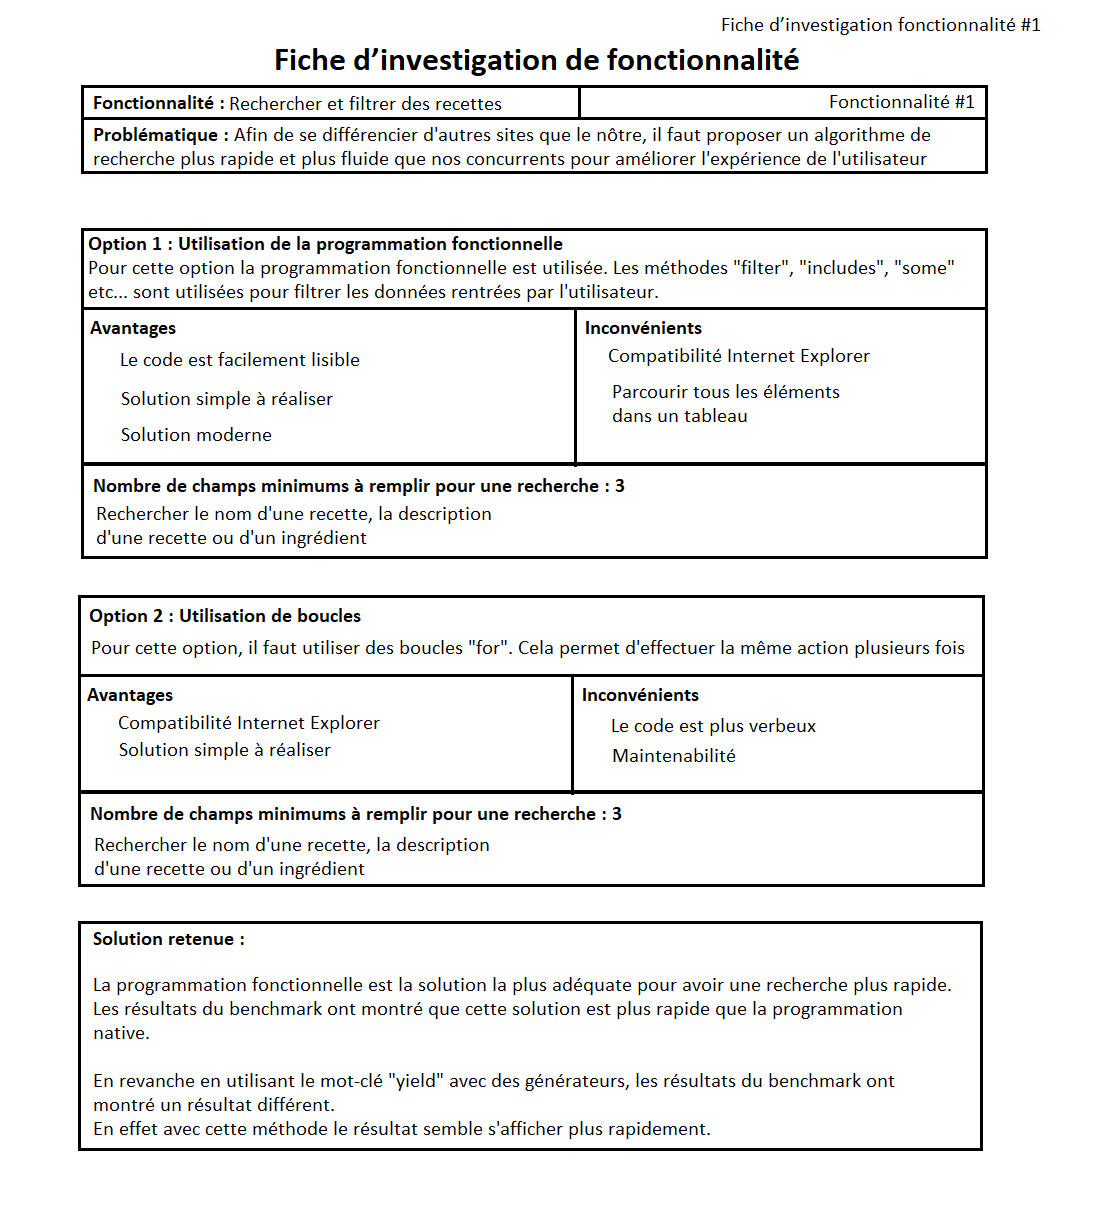 Fiche d’investigation fonctionnalité #1
Fiche d’investigation de fonctionnalité
Fonctionnalité : Rechercher et filtrer des recettes
Fonctionnalité #1
Problématique : Afin de se différencier d'autres sites que le nôtre, il faut proposer un algorithme de
recherche plus rapide et plus fluide que nos concurrents pour améliorer l'expérience de l'utilisateur
Option 1 : Utilisation de la programmation fonctionnelle
Pour cette option la programmation fonctionnelle est utilisée. Les méthodes "filter", "includes", "some"
etc... sont utilisées pour filtrer les données rentrées par l'utilisateur.
Avantages
Le code est facilement lisible
Solution simple à réaliser
Solution moderne
Inconvénients
Compatibilité Internet Explorer
Parcourir tous les éléments
dans un tableau
Nombre de champs minimums à remplir pour une recherche : 3
Rechercher le nom d'une recette, la description
d'une recette ou d'un ingrédient
Option 2 : Utilisation de boucles
Pour cette option, il faut utiliser des boucles "for". Cela permet d'effectuer la même action plusieurs fois
Avantages
Compatibilité Internet Explorer
Solution simple à réaliser
Inconvénients
Le code est plus verbeux
Maintenabilité
Nombre de champs minimums à remplir pour une recherche : 3
Rechercher le nom d'une recette, la description
d'une recette ou d'un ingrédient
Solution retenue :
La programmation fonctionnelle est la solution la plus adéquate pour avoir une recherche plus rapide.
Les résultats du benchmark ont montré que cette solution est plus rapide que la programmation
native.
En revanche en utilisant le mot-clé "yield" avec des générateurs, les résultats du benchmark ont
montré un résultat différent.
En effet avec cette méthode le résultat semble s'afficher plus rapidement.